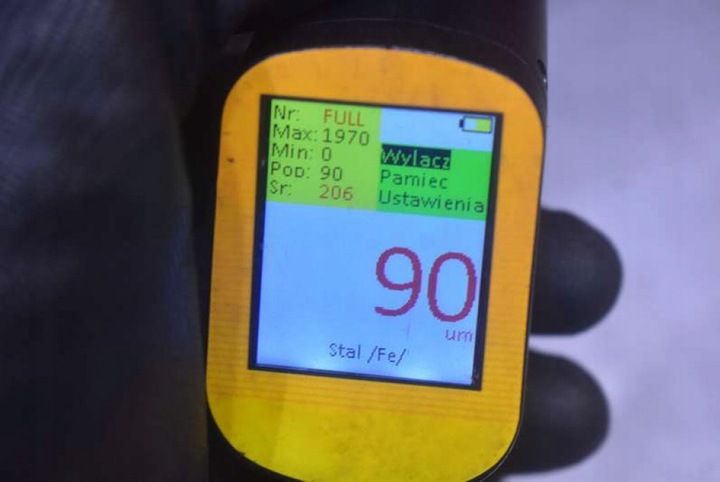 Nr: FULL
Max: 1970
Min: 0
Pop: 90
Sr: 206
Wylacz
Pamiec
Ustawienia
90
um
Stal /Fe/